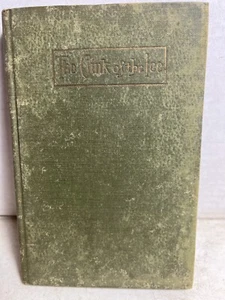 The Clink of the Ice